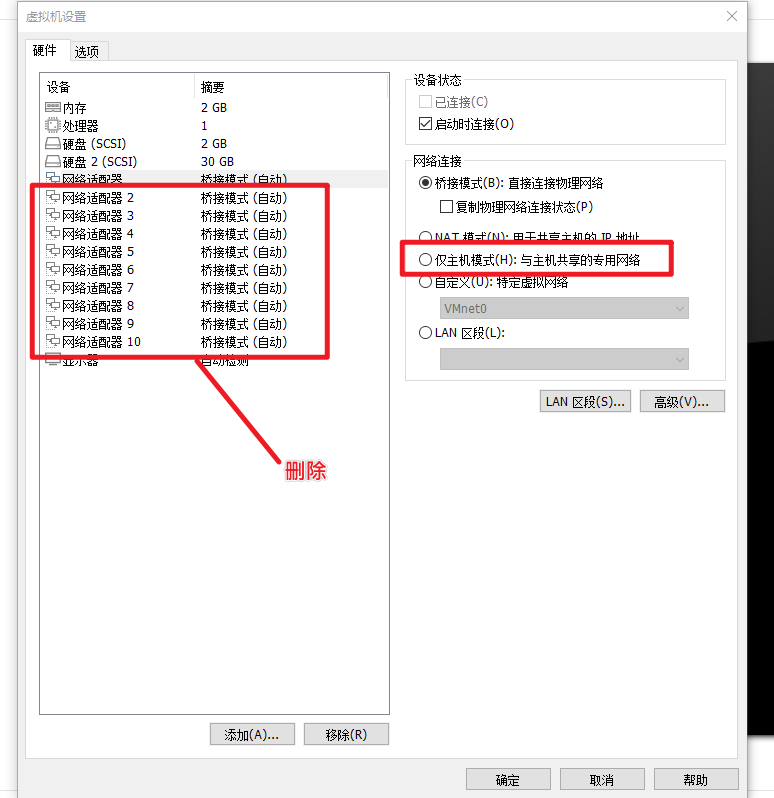 虚拟机设置
硬件 选项
设备 摘要
内存 2 GB
处理器 1
硬盘 (SCSI) 2 GB
硬盘 2 (SCSI) 30 GB
网络适配器 桥接模式 (自动)
网络适配器 2 桥接模式 (自动)
网络适配器 3 桥接模式 (自动)
网络适配器 4 桥接模式 (自动)
网络适配器 5 桥接模式 (自动)
网络适配器 6 桥接模式 (自动)
网络适配器 7 桥接模式 (自动)
网络适配器 8 桥接模式 (自动)
网络适配器 9 桥接模式 (自动)
网络适配器 10 桥接模式 (自动)
显示器 自动检测
删除
添加(A)... 移除(R)
设备状态
已连接(C)
启动时连接(O)
网络连接
桥接模式(B): 直接连接物理网络
复制物理网络连接状态(P)
NAT 模式(N): 用于共享主机的 IP 地址
仅主机模式(H): 与主机共享的专用网络
自定义(U): 特定虚拟网络
VMnet0
LAN 区段(L):
LAN 区段(S)... 高级(V)...
确定 取消 帮助